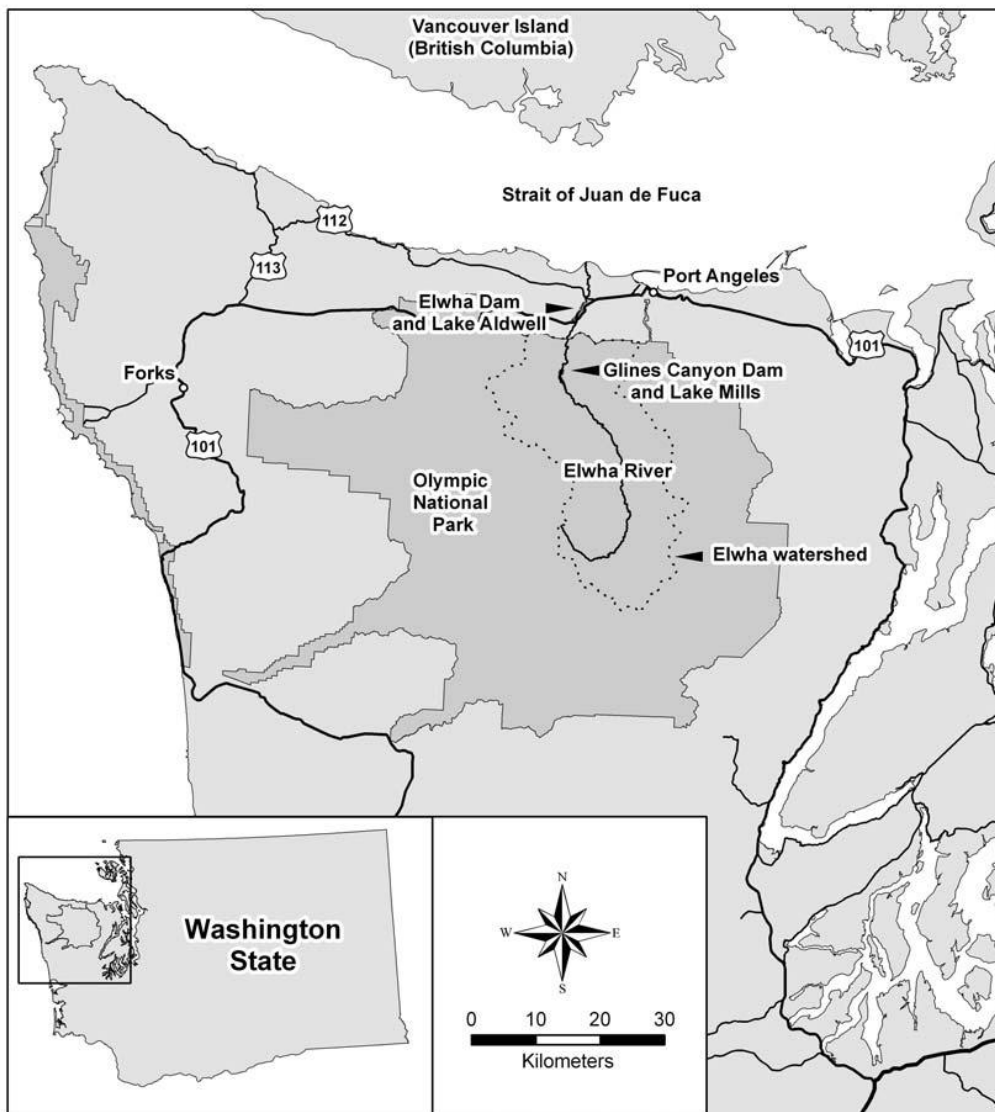 Vancouver Island
(British Columbia)
Strait of Juan de Fuca
112
113
Port Angeles
Elwha Dam
and Lake Aldwell
101
Glines Canyon Dam
and Lake Mills
Forks
101
Elwha River
Olympic
National
Park
Elwha watershed
Washington
State
N
W
E
S
0 10 20 30
Kilometers